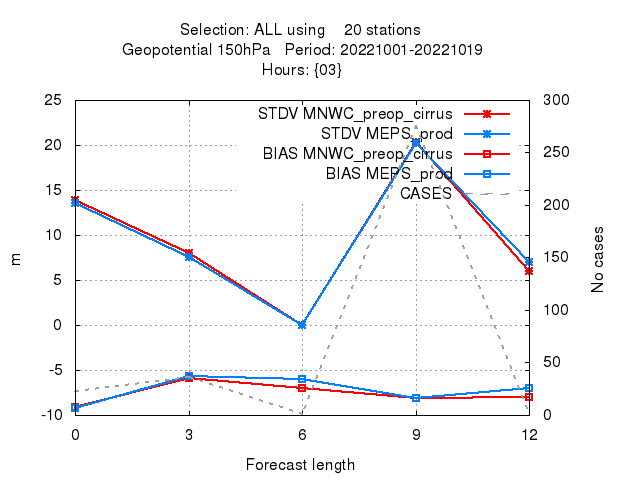 Selection: ALL using    20 stations
Geopotential 150hPa   Period: 20221001-20221019
Hours: {03}
STDV MNWC_preop_cirrus
STDV MEPS_prod
BIAS MNWC_preop_cirrus
BIAS MEPS_prod
CASES
25
20
15
10
5
0
-5
-10
m
300
250
200
150
100
50
0
No cases
0 3 6 9 12
Forecast length